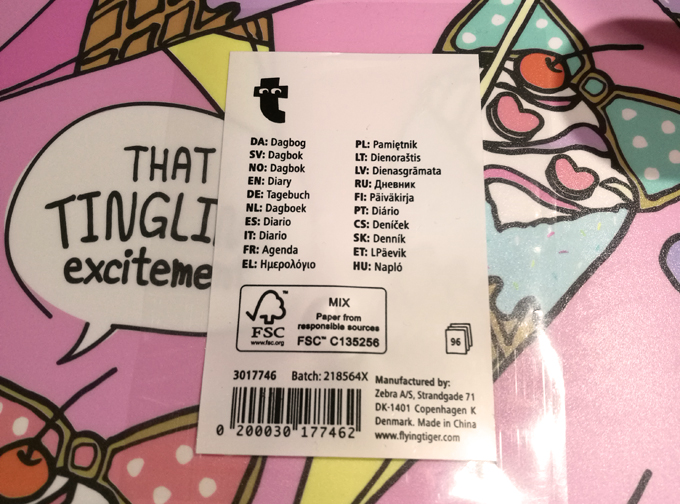 THAT
TINGLI
exciteme
DA: Dagbog
SV: Dagbok
NO: Dagbok
EN: Diary
DE: Tagebuch
NL: Dagboek
ES: Diario
IT: Diario
FR: Agenda
EL: Ημερολόγιο
PL: Pamiętnik
LT: Dienoraštis
LV: Dienasgrāmata
RU: Дневник
FI: Päiväkirja
PT: Diário
CS: Deníček
SK: Denník
ET: LPäevik
HU: Napló
FSC™
www.fsc.org
MIX
Paper from
responsible sources
FSC™ C135256
96
3017746 Batch: 218564X
0 200030 177462
Manufactured by:
Zebra A/S, Strandgade 71
DK-1401 Copenhagen K
Denmark. Made in China
www.flyingtiger.com